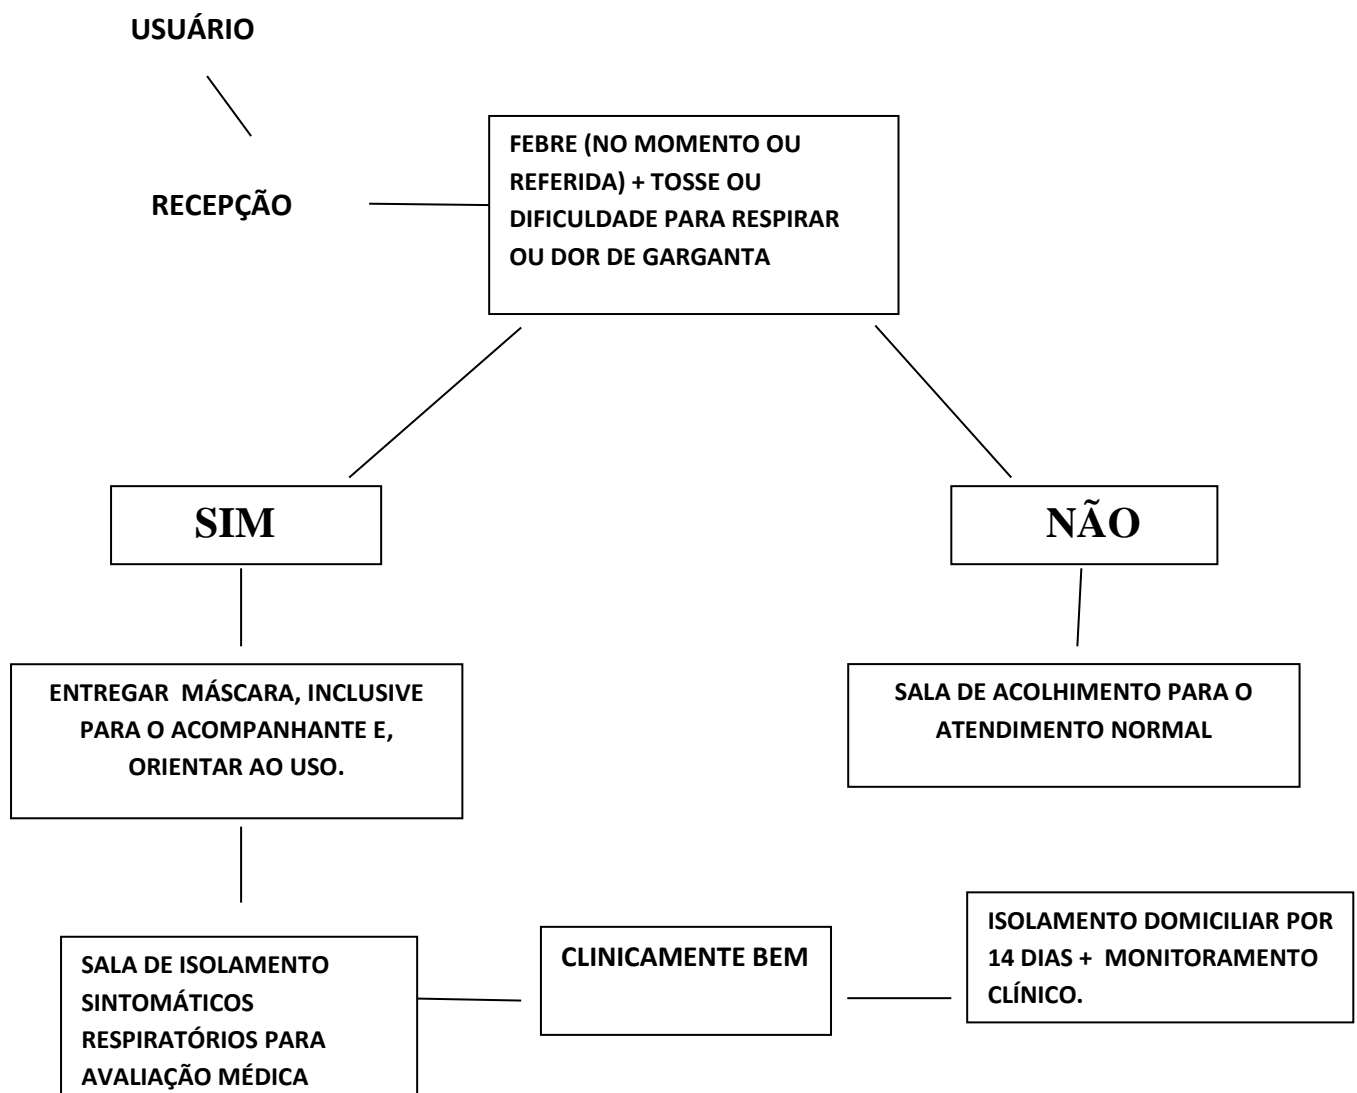 USUÁRIO
RECEPÇÃO
FEBRE (NO MOMENTO OU
REFERIDA) + TOSSE OU
DIFICULDADE PARA RESPIRAR
OU DOR DE GARGANTA
SIM
NÃO
ENTREGAR MÁSCARA, INCLUSIVE
PARA O ACOMPANHANTE E,
ORIENTAR AO USO.
SALA DE ACOLHIMENTO PARA O
ATENDIMENTO NORMAL
SALA DE ISOLAMENTO
SINTOMÁTICOS
RESPIRATÓRIOS PARA
AVALIAÇÃO MÉDICA
CLINICAMENTE BEM
ISOLAMENTO DOMICILIAR POR
14 DIAS + MONITORAMENTO
CLÍNICO.